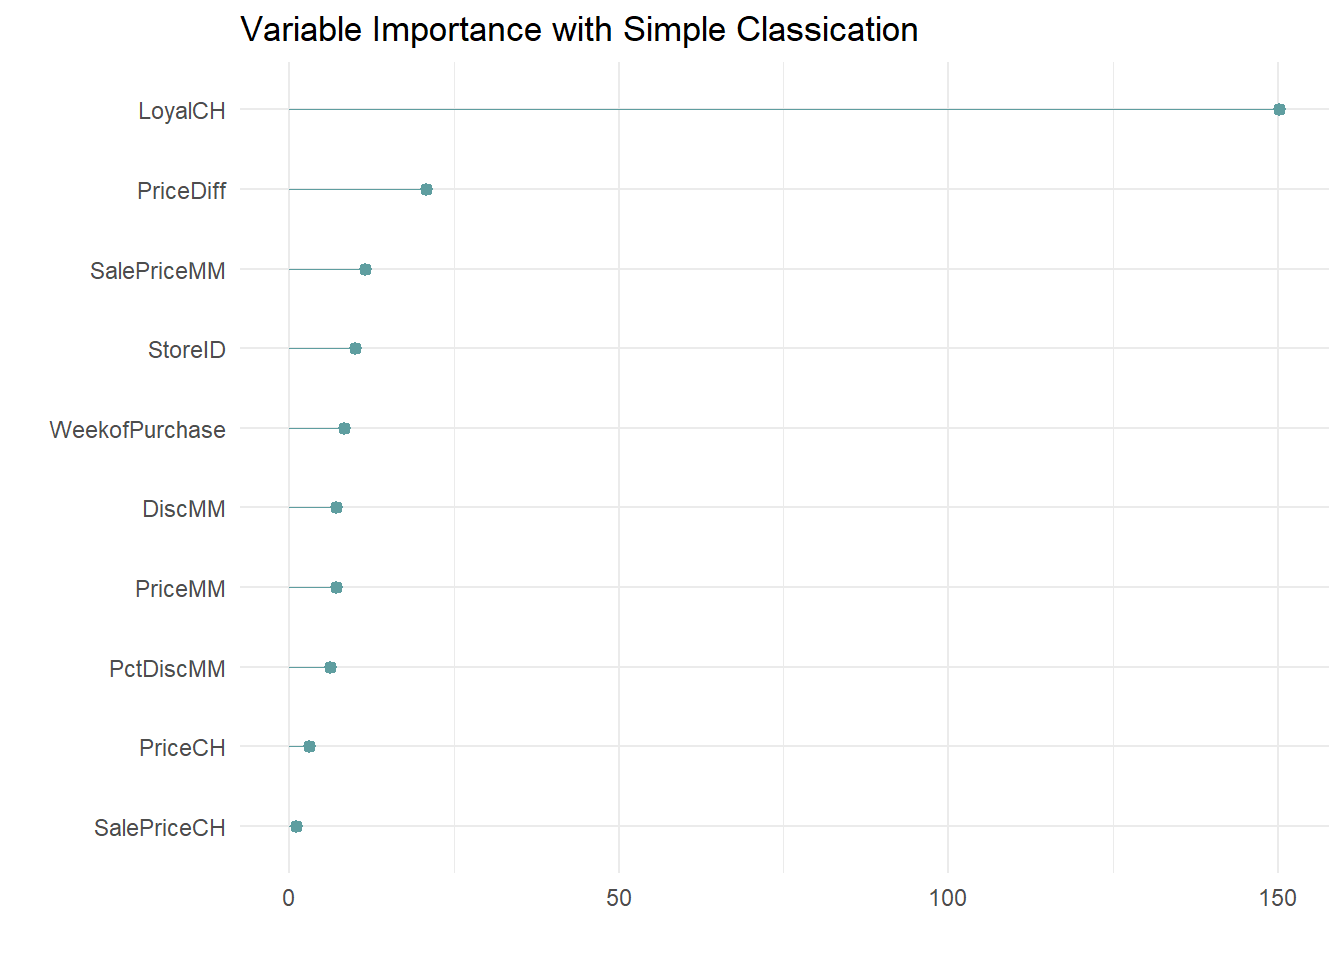 Variable Importance with Simple Classication
LoyalCH
PriceDiff
SalePriceMM
StoreID
WeekofPurchase
DiscMM
PriceMM
PctDiscMM
PriceCH
SalePriceCH
0 50 100 150